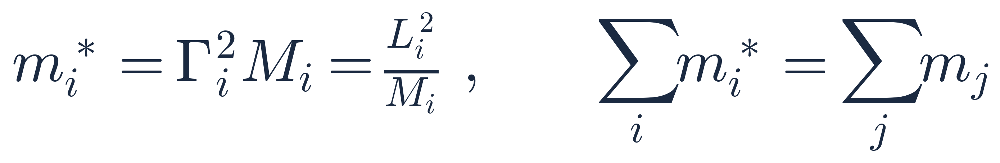 $m_i^* = \Gamma_i^2 M_i = \frac{L_i^2}{M_i}$ , $\sum_i m_i^* = \sum_j m_j$